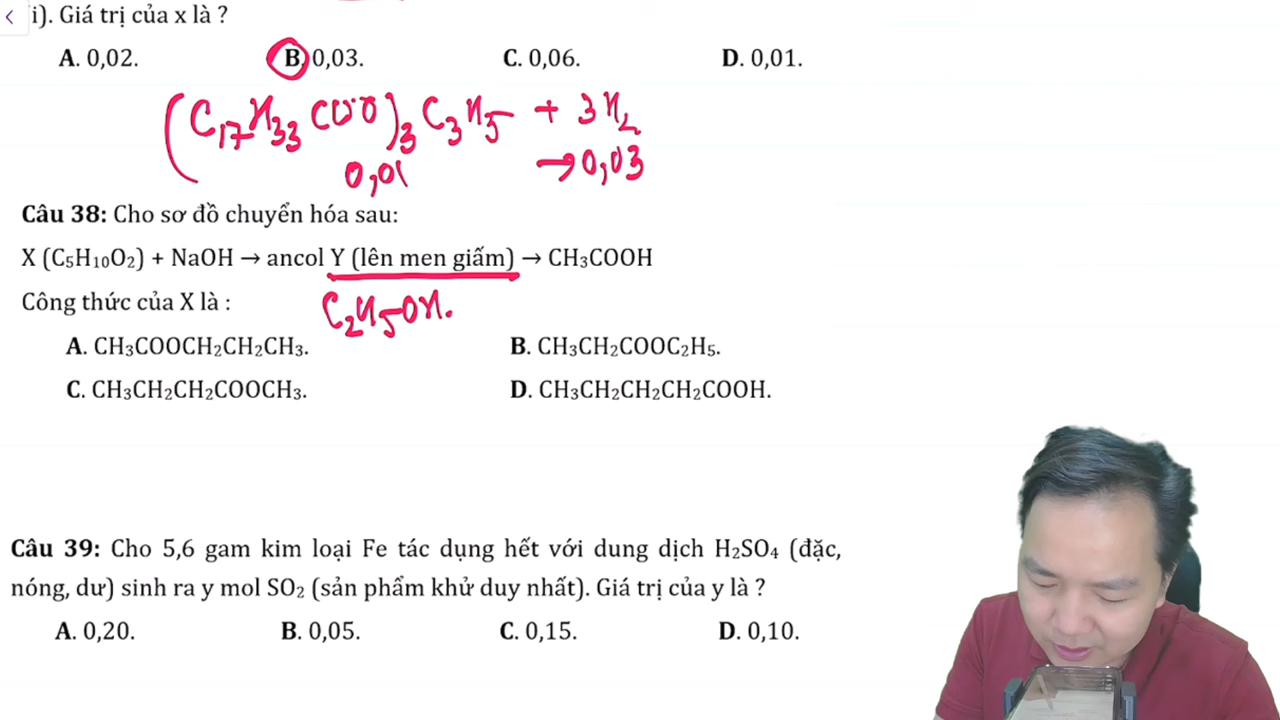 i). Giá trị của x là ?
A. 0,02. B. 0,03. C. 0,06. D. 0,01.
(C₁₇H₃₃COO)₃C₃H₅ + 3H₂
0,01 →0,03
Câu 38: Cho sơ đồ chuyển hóa sau:
X (C₅H₁₀O₂) + NaOH → ancol Y (lên men giấm) → CH₃COOH
Công thức của X là :
C₂H₅OH.
A. CH₃COOCH₂CH₂CH₃. B. CH₃CH₂COOC₂H₅.
C. CH₃CH₂CH₂COOCH₃. D. CH₃CH₂CH₂CH₂COOH.
Câu 39: Cho 5,6 gam kim loại Fe tác dụng hết với dung dịch H₂SO₄ (đặc,
nóng, dư) sinh ra y mol SO₂ (sản phẩm khử duy nhất). Giá trị của y là ?
A. 0,20. B. 0,05. C. 0,15. D. 0,10.